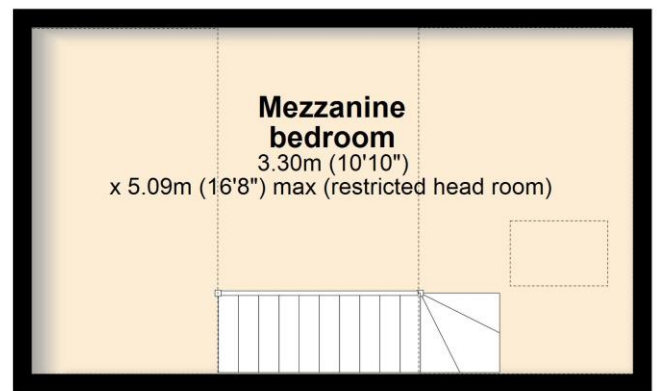 Mezzanine
bedroom
3.30m (10'10")
x 5.09m (16'8") max (restricted head room)